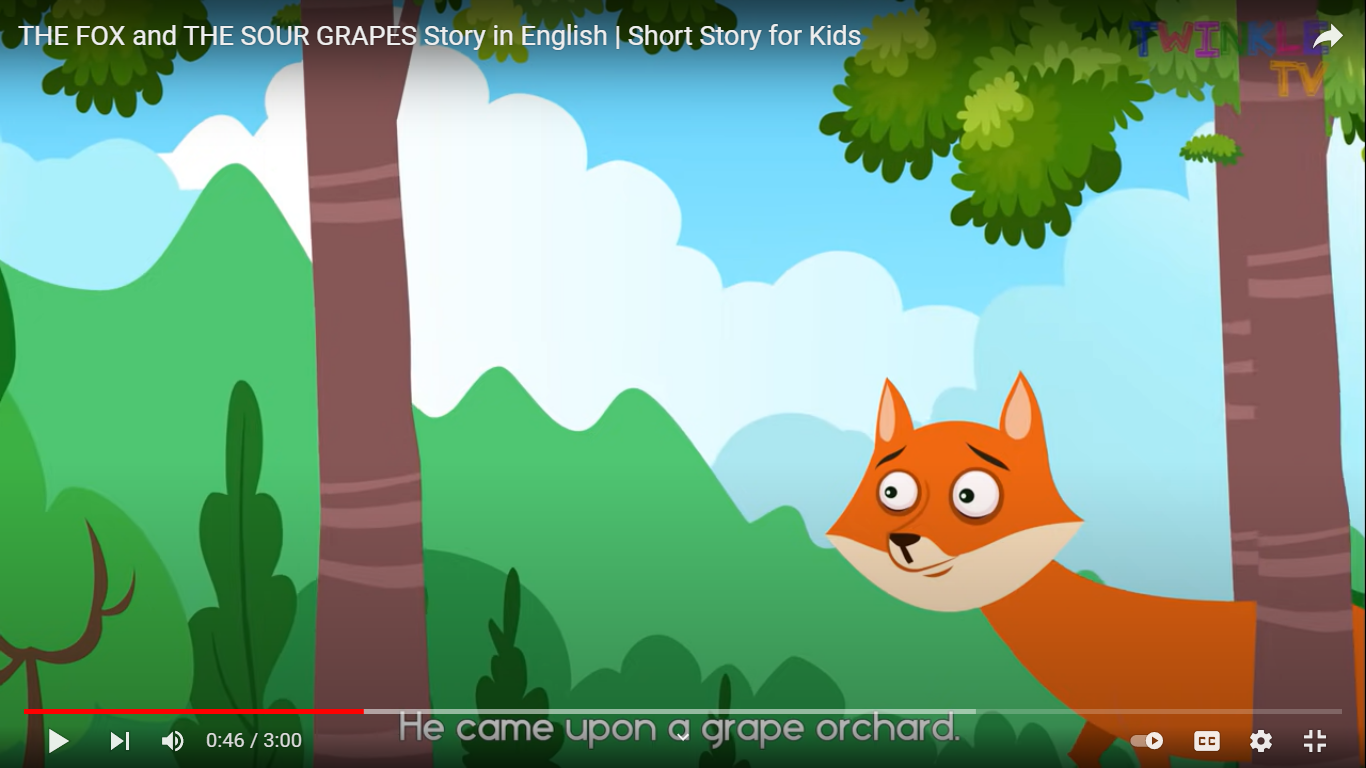 THE FOX and THE SOUR GRAPES Story in English | Short Story for Kids
TWINKLE
TV
He came upon a grape orchard.
0:46 / 3:00
CC